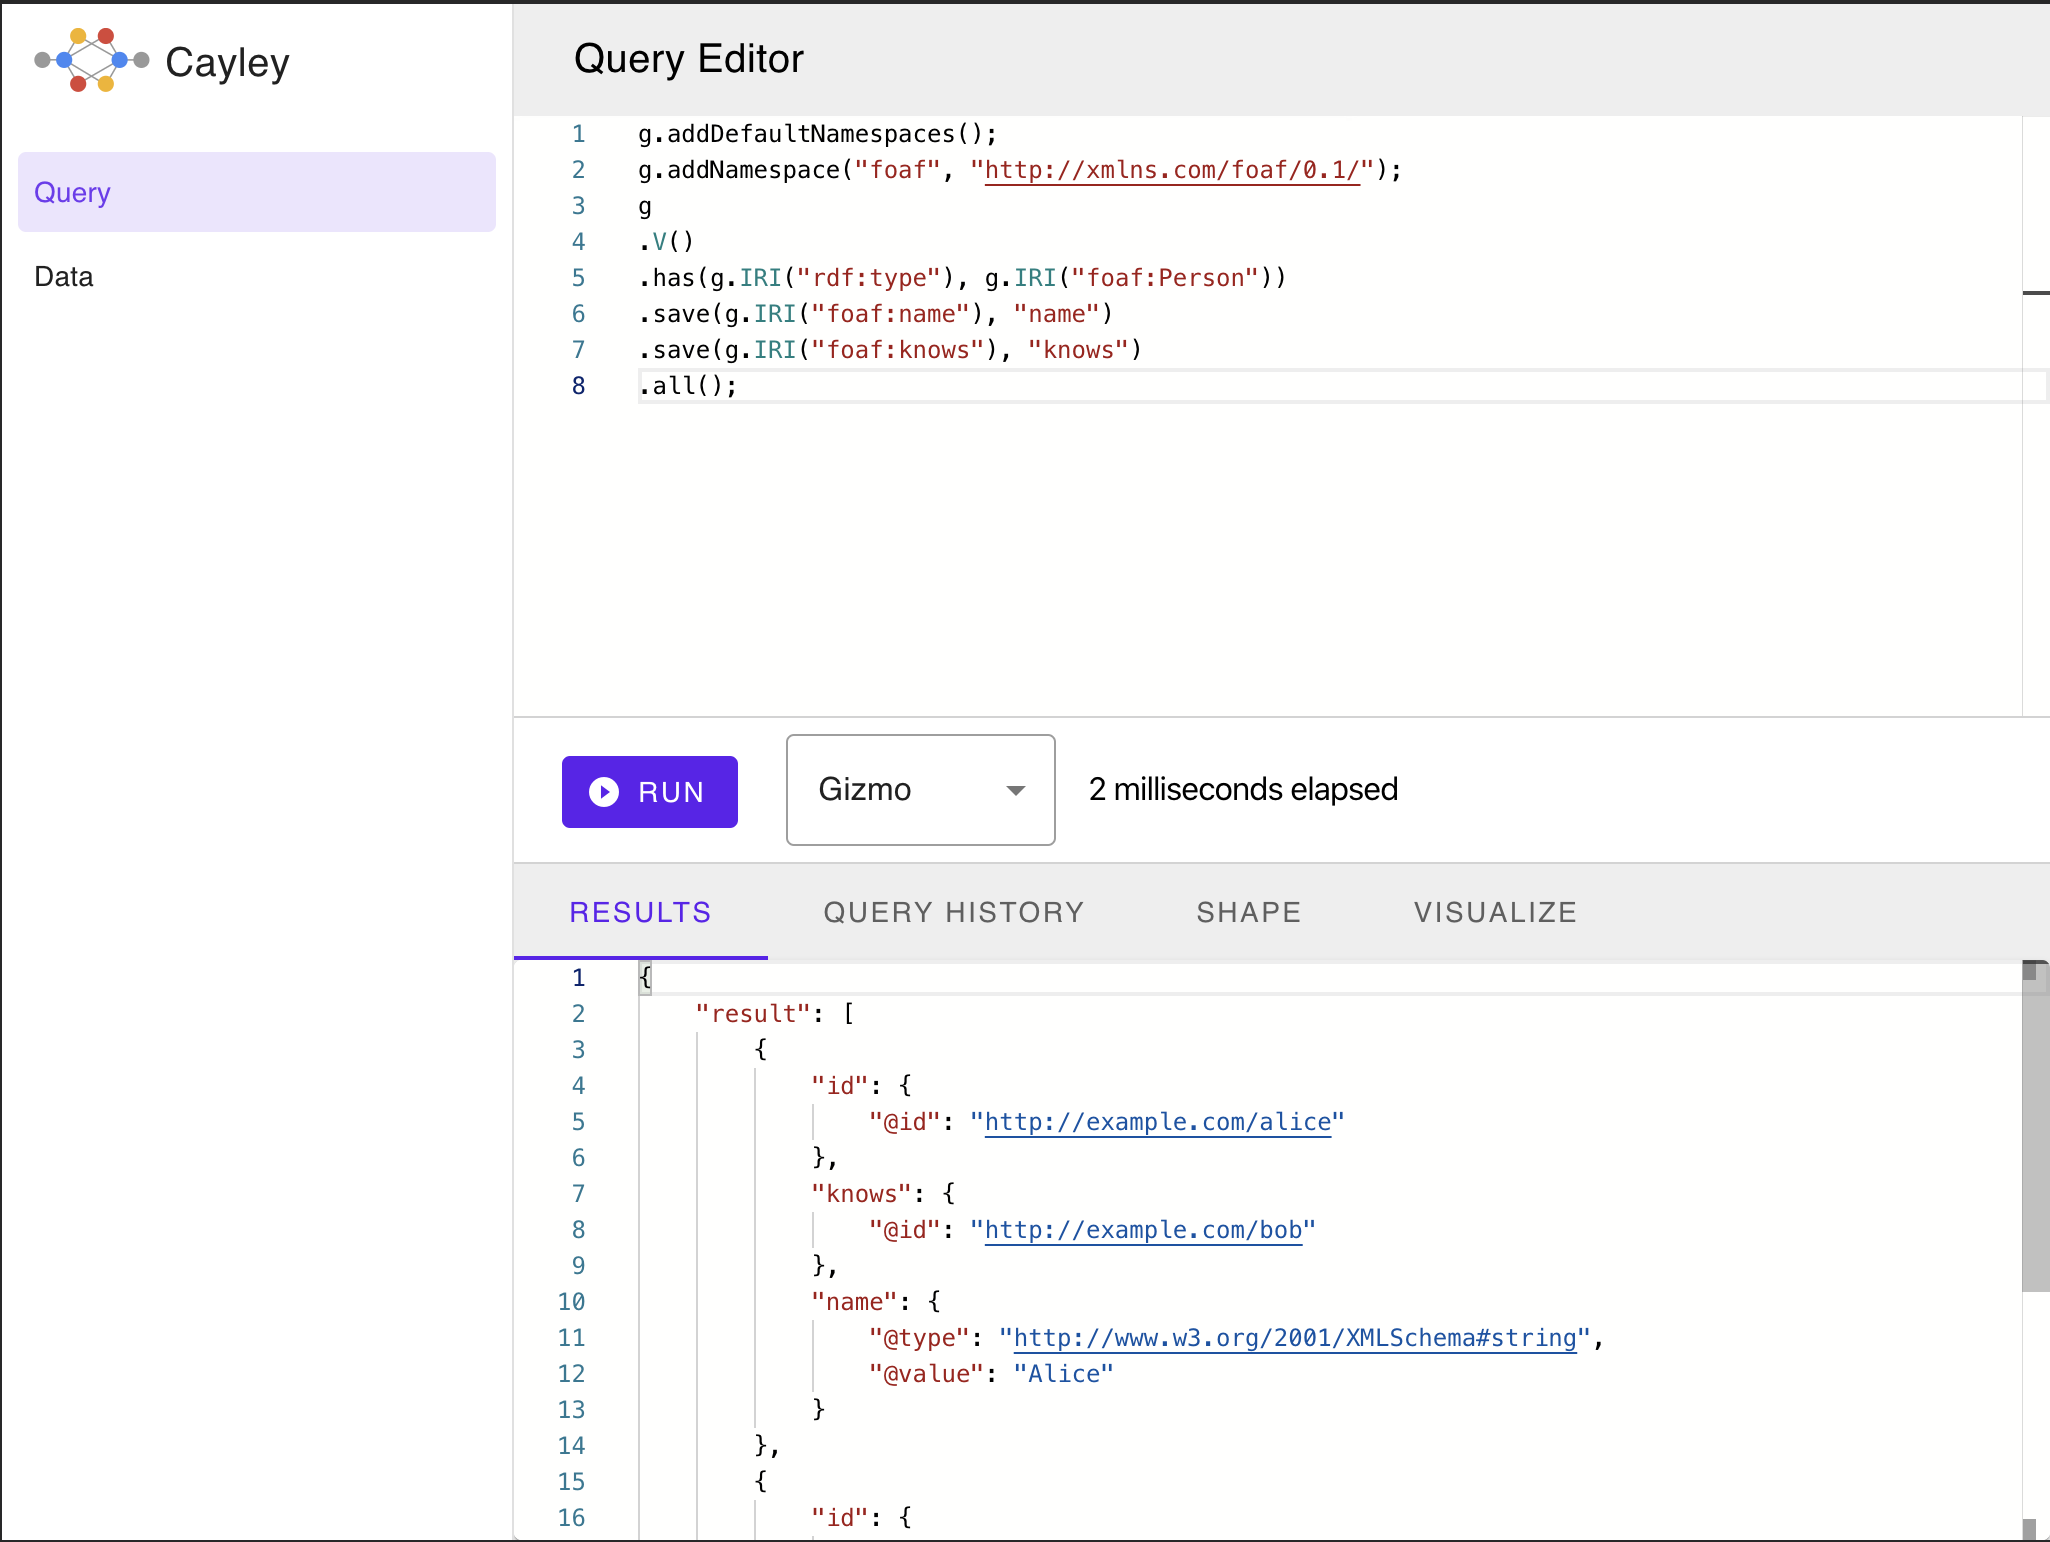 Cayley
Query
Data
Query Editor
1 g.addDefaultNamespaces();
2 g.addNamespace("foaf", "http://xmlns.com/foaf/0.1/");
3 g
4 .V()
5 .has(g.IRI("rdf:type"), g.IRI("foaf:Person"))
6 .save(g.IRI("foaf:name"), "name")
7 .save(g.IRI("foaf:knows"), "knows")
8 .all();
RUN Gizmo 2 milliseconds elapsed
RESULTS QUERY HISTORY SHAPE VISUALIZE
1 {
2 "result": [
3 {
4 "id": {
5 "@id": "http://example.com/alice"
6 },
7 "knows": {
8 "@id": "http://example.com/bob"
9 },
10 "name": {
11 "@type": "http://www.w3.org/2001/XMLSchema#string",
12 "@value": "Alice"
13 }
14 },
15 {
16 "id": {